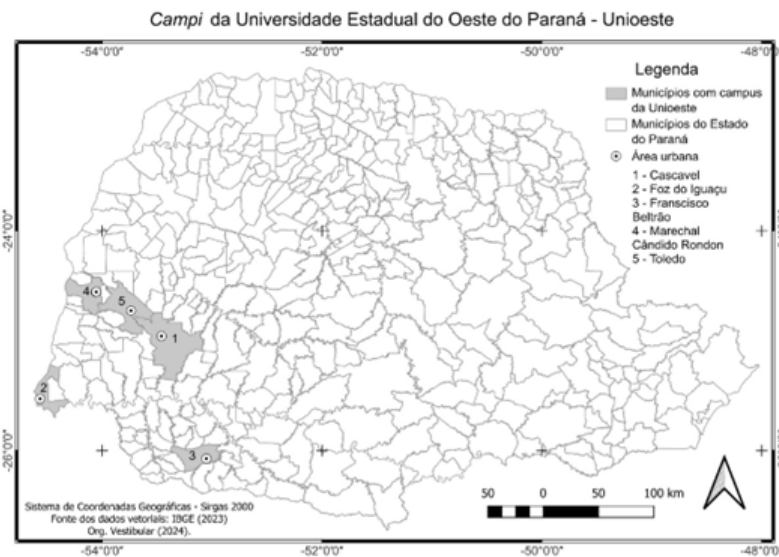 Campi da Universidade Estadual do Oeste do Paraná - Unioeste
-54°0'0" -52°0'0" -50°0'0" -48°0'0"
Legenda
Municípios com campus
da Unioeste
Municípios do Estado
do Paraná
Área urbana
1 - Cascavel
2 - Foz do Iguaçu
3 - Franscisco
Beltrão
4 - Marechal
Cândido Rondon
5 - Toledo
-24°0'0"
4
5
1
2
3
-26°0'0"
50 0 50 100 km
Sistema de Coordenadas Geográficas - Sirgas 2000
Fonte dos dados vetoriais: IBGE (2023)
Org. Vestibular (2024).
-54°0'0" -52°0'0" -50°0'0" -48°0'0"